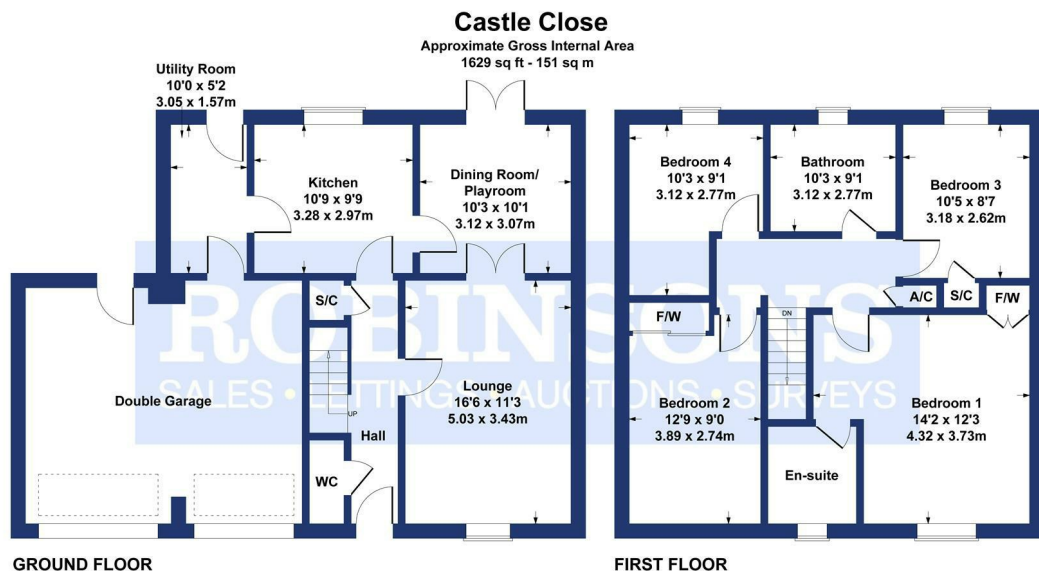 Castle Close
Approximate Gross Internal Area
1629 sq ft - 151 sq m
Utility Room
10'0 x 5'2
3.05 x 1.57m
Kitchen
10'9 x 9'9
3.28 x 2.97m
Dining Room/
Playroom
10'3 x 10'1
3.12 x 3.07m
S/C
Double Garage
UP
Hall
WC
Lounge
16'6 x 11'3
5.03 x 3.43m
GROUND FLOOR
Bedroom 4
10'3 x 9'1
3.12 x 2.77m
Bathroom
10'3 x 9'1
3.12 x 2.77m
Bedroom 3
10'5 x 8'7
3.18 x 2.62m
A/C
S/C
F/W
F/W
DN
Bedroom 2
12'9 x 9'0
3.89 x 2.74m
Bedroom 1
14'2 x 12'3
4.32 x 3.73m
En-suite
FIRST FLOOR
ROBINSONS
SALES • LETTINGS • AUCTIONS • SURVEYS